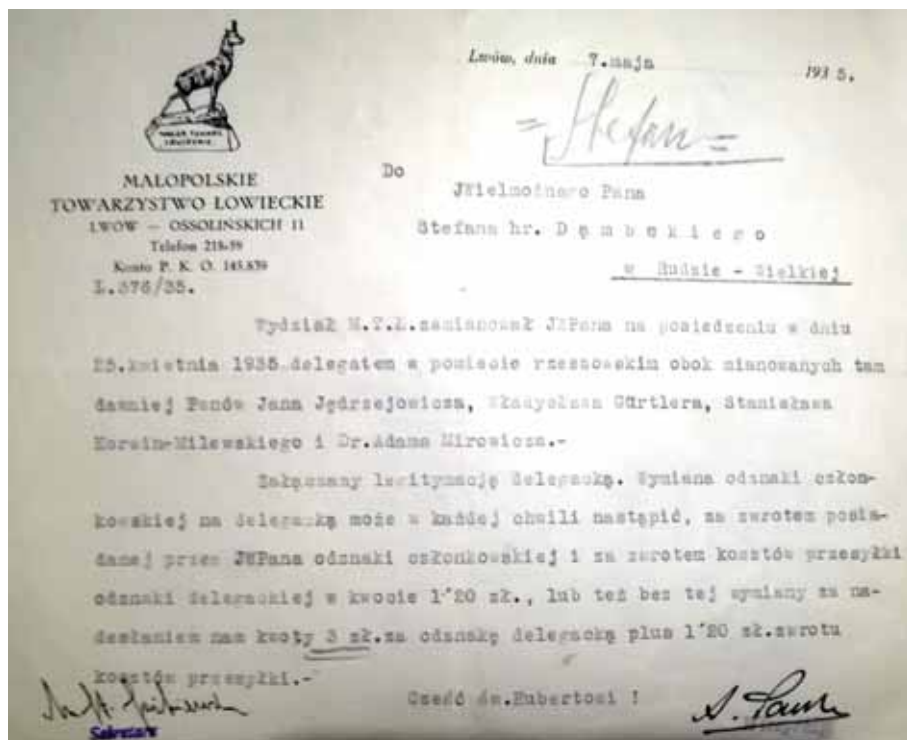 Lwów, dnia 7.maja 193 5.
= Stefan =
MAŁOPOLSKIE
TOWARZYSTWO ŁOWIECKIE
LWÓW — OSSOLIŃSKICH 11
Telefon 218-59
Konto P. K. O. 145.839
L.376/35.
Do
JWielmożnego Pana
Stefana hr. Dąmbskiego
w Rudzie - Wielkiej
Wydział M.T.Ł.zamianował JWPana na posiedzeniu w dniu
25.kwietnia 1935 delegatem w powiecie rzeszowskim obok mianowanych tam
dawniej Panów Jana Jędrzejowicza, Władysława Gürtlera, Stanisława
Korwin-Milewskiego i Dr.Adama Mirowicza.-
Załączamy legitymację delegacką. Wymiana odznaki człon-
kowskiej na delegacką może w każdej chwili nastąpić, za zwrotem posia-
danej przez JWPana odznaki członkowskiej i za zwrotem kosztów przesyłki
odznaki delegackiej w kwocie 1'20 zł., lub też bez tej wymiany za na-
desłaniem nam kwoty 3 zł.za odznakę delegacką plus 1'20 zł.zwrotu
kosztów przesyłki.-
Cześć św.Hubertowi !
Sekretarz